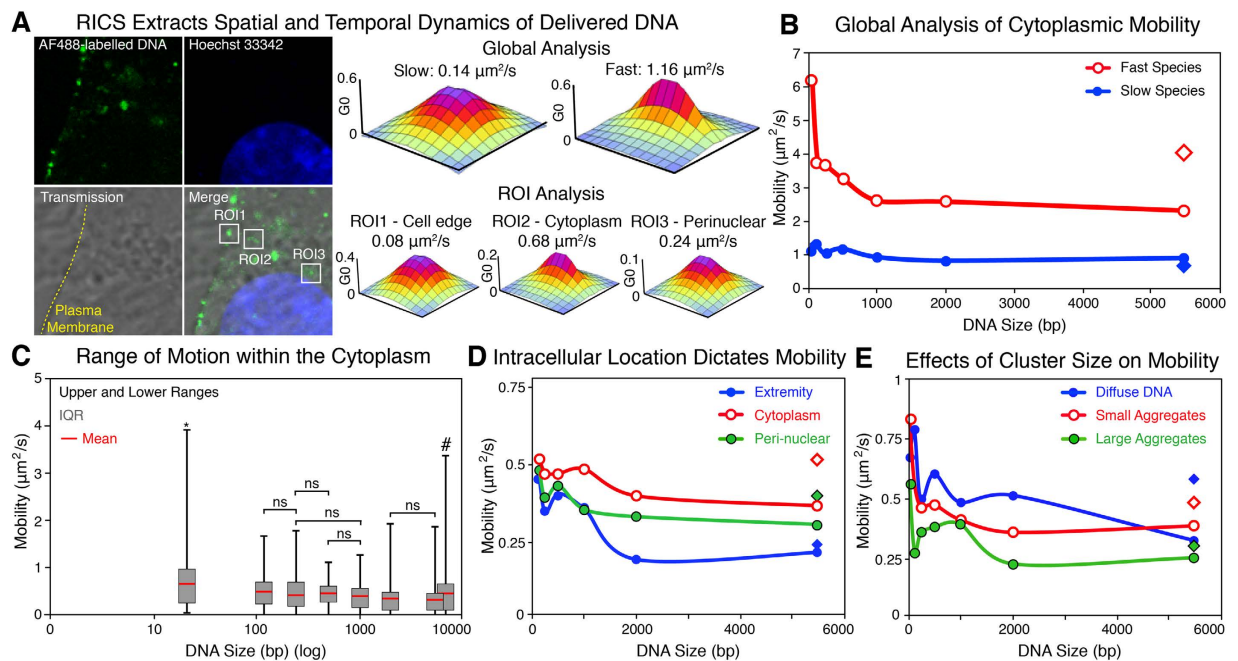 A RICS Extracts Spatial and Temporal Dynamics of Delivered DNA
AF488-labelled DNA
Hoechst 33342
Transmission
Plasma
Membrane
Merge
ROI1
ROI2
ROI3
Global Analysis
Slow: 0.14 µm²/s
Fast: 1.16 µm²/s
0.6
G0
0
0.6
G0
0
ROI Analysis
ROI1 - Cell edge
0.08 µm²/s
ROI2 - Cytoplasm
0.68 µm²/s
ROI3 - Perinuclear
0.24 µm²/s
0.4
G0
0
0.2
G0
0
0.1
G0
0
B Global Analysis of Cytoplasmic Mobility
Fast Species
Slow Species
Mobility (µm²/s)
7
6
5
4
3
2
1
0
0 1000 2000 3000 4000 5000 6000
DNA Size (bp)
C Range of Motion within the Cytoplasm
Upper and Lower Ranges
IQR
Mean
Mobility (µm²/s)
5
4
3
2
1
0
*
#
ns
ns
ns
ns
ns
0 10 100 1000 10000
DNA Size (bp) (log)
D Intracellular Location Dictates Mobility
Extremity
Cytoplasm
Peri-nuclear
Mobility (µm²/s)
0.75
0.5
0.25
0
0 2000 4000 6000
DNA Size (bp)
E Effects of Cluster Size on Mobility
Diffuse DNA
Small Aggregates
Large Aggregates
Mobility (µm²/s)
1
0.75
0.5
0.25
0
0 2000 4000 6000
DNA Size (bp)